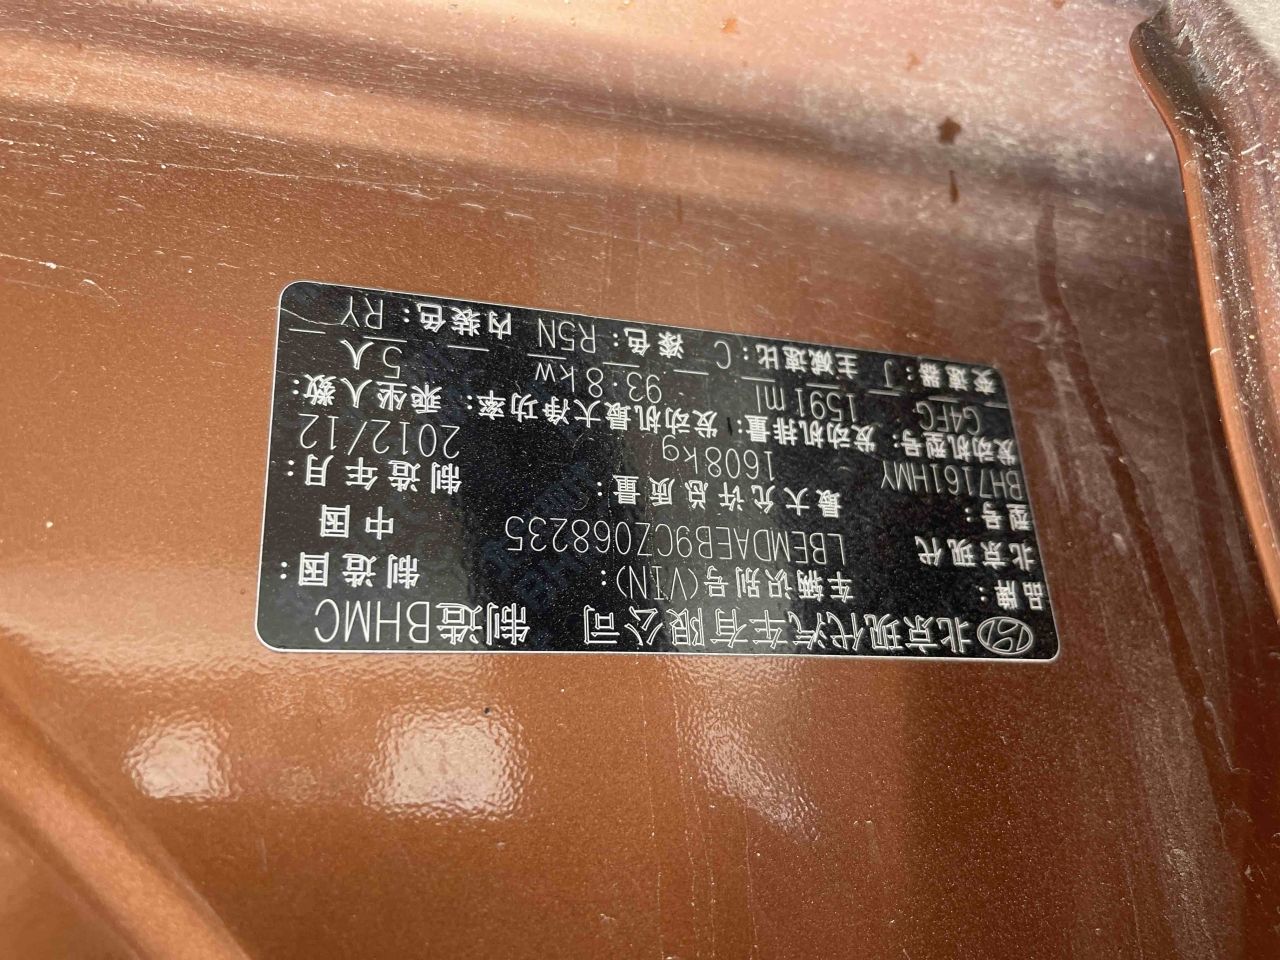 北京现代汽车有限公司 制造BHMC
品牌: 车辆识别号(VIN): 制造国:
北京现代 LBEMDAEB9CZ068235 中国
型号: 最大允许总质量: 制造年月:
BH7161HMY 1608kg 2012/12
发动机型号: 发动机排量: 发动机最大净功率: 乘坐人数:
C4FC 1591ml 93.8kw 5人
变速器: J 主减速比: C 漆色: R5N 内装色: RY